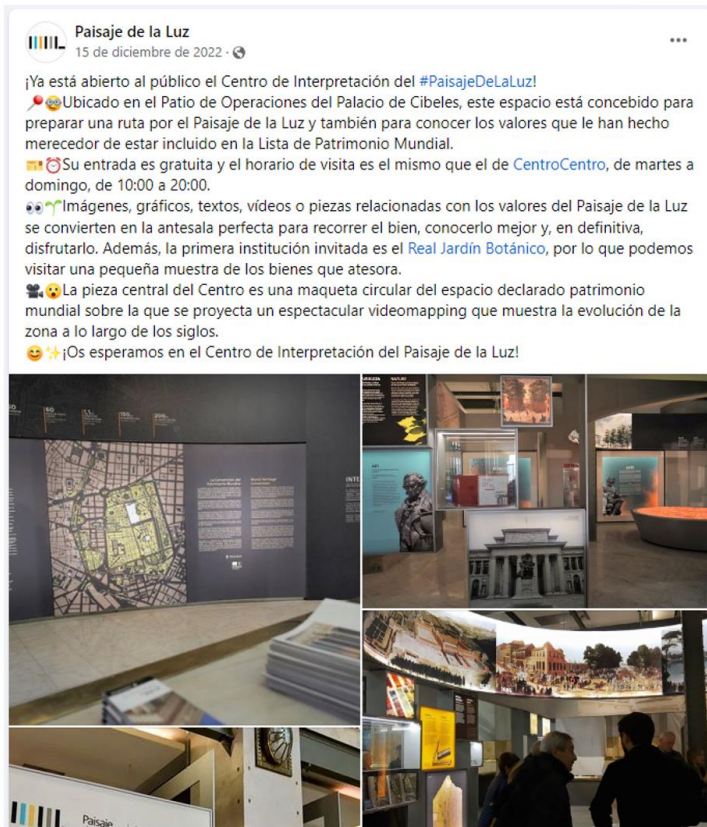 Paisaje de la Luz
15 de diciembre de 2022 ·
¡Ya está abierto al público el Centro de Interpretación del #PaisajeDeLaLuz!
📍🤓Ubicado en el Patio de Operaciones del Palacio de Cibeles, este espacio está concebido para
preparar una ruta por el Paisaje de la Luz y también para conocer los valores que le han hecho
merecedor de estar incluido en la Lista de Patrimonio Mundial.
🎫⏰Su entrada es gratuita y el horario de visita es el mismo que el de CentroCentro, de martes a
domingo, de 10:00 a 20:00.
👀🌱Imágenes, gráficos, textos, vídeos o piezas relacionadas con los valores del Paisaje de la Luz
se convierten en la antesala perfecta para recorrer el bien, conocerlo mejor y, en definitiva,
disfrutarlo. Además, la primera institución invitada es el Real Jardín Botánico, por lo que podemos
visitar una pequeña muestra de los bienes que atesora.
🎥😮La pieza central del Centro es una maqueta circular del espacio declarado patrimonio
mundial sobre la que se proyecta un espectacular videomapping que muestra la evolución de la
zona a lo largo de los siglos.
😊✨¡Os esperamos en el Centro de Interpretación del Paisaje de la Luz!
Paisaje